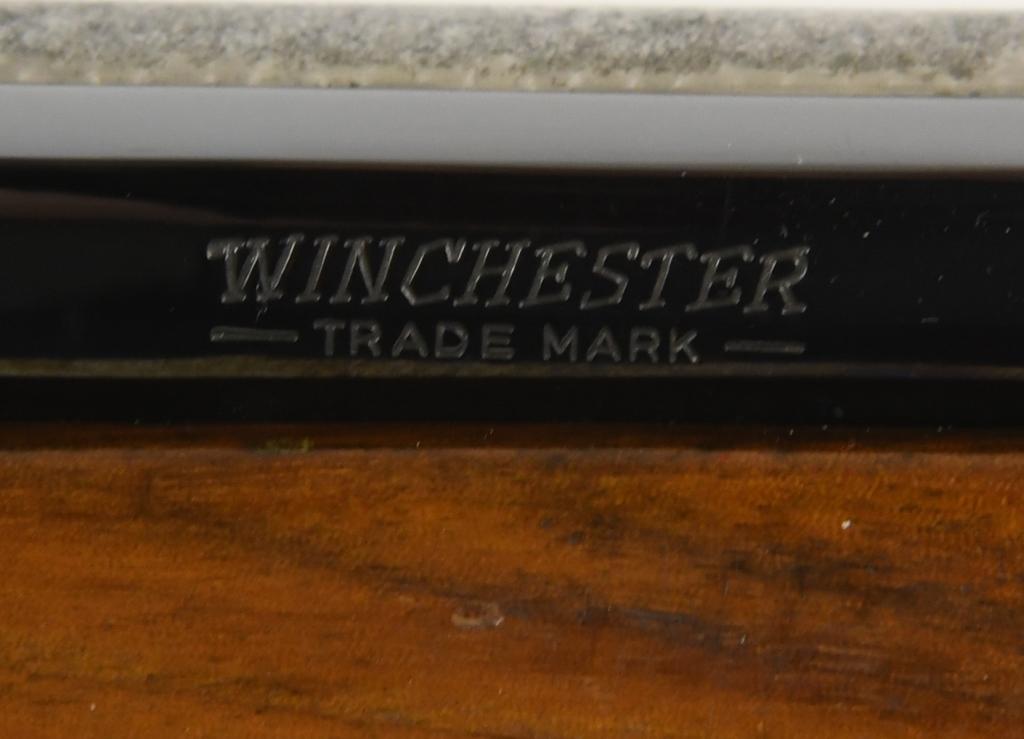 WINCHESTER
— TRADE MARK —